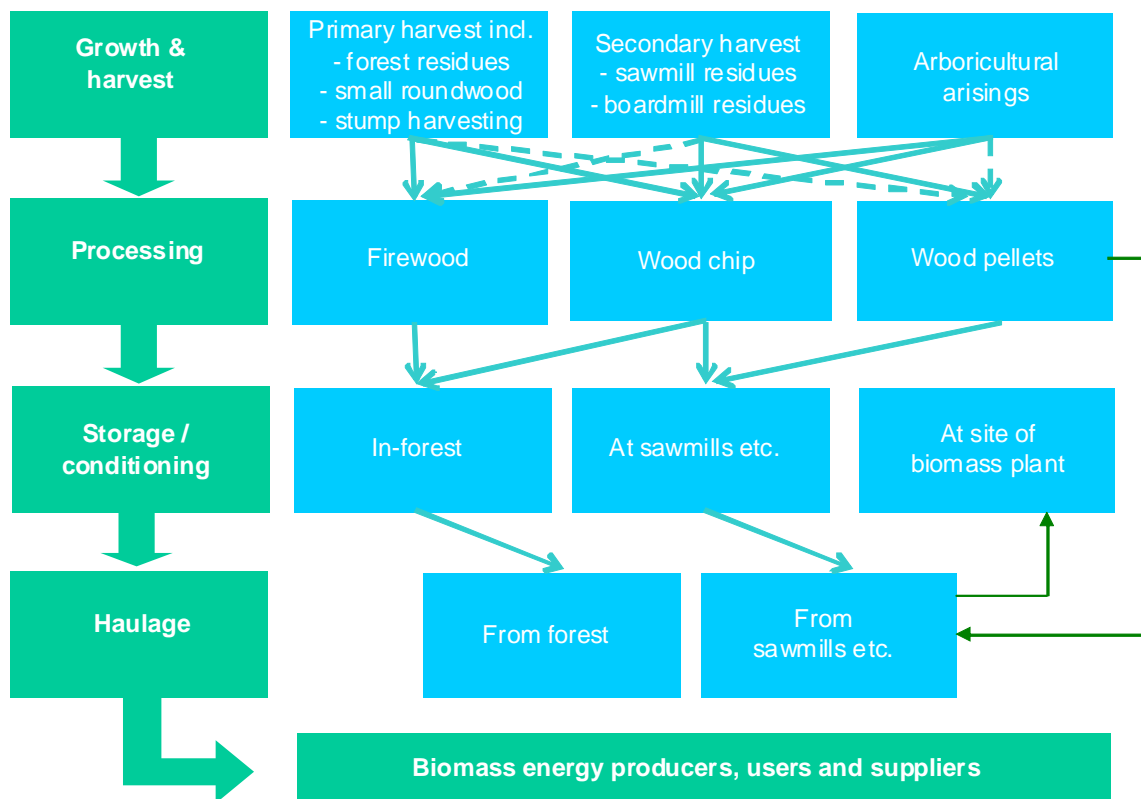 Growth &
harvest
Primary harvest incl.
- forest residues
- small roundwood
- stump harvesting
Secondary harvest
- sawmill residues
- boardmill residues
Arboricultural
arisings
Processing
Firewood
Wood chip
Wood pellets
Storage /
conditioning
In-forest
At sawmills etc.
At site of
biomass plant
Haulage
From forest
From
sawmills etc.
Biomass energy producers, users and suppliers